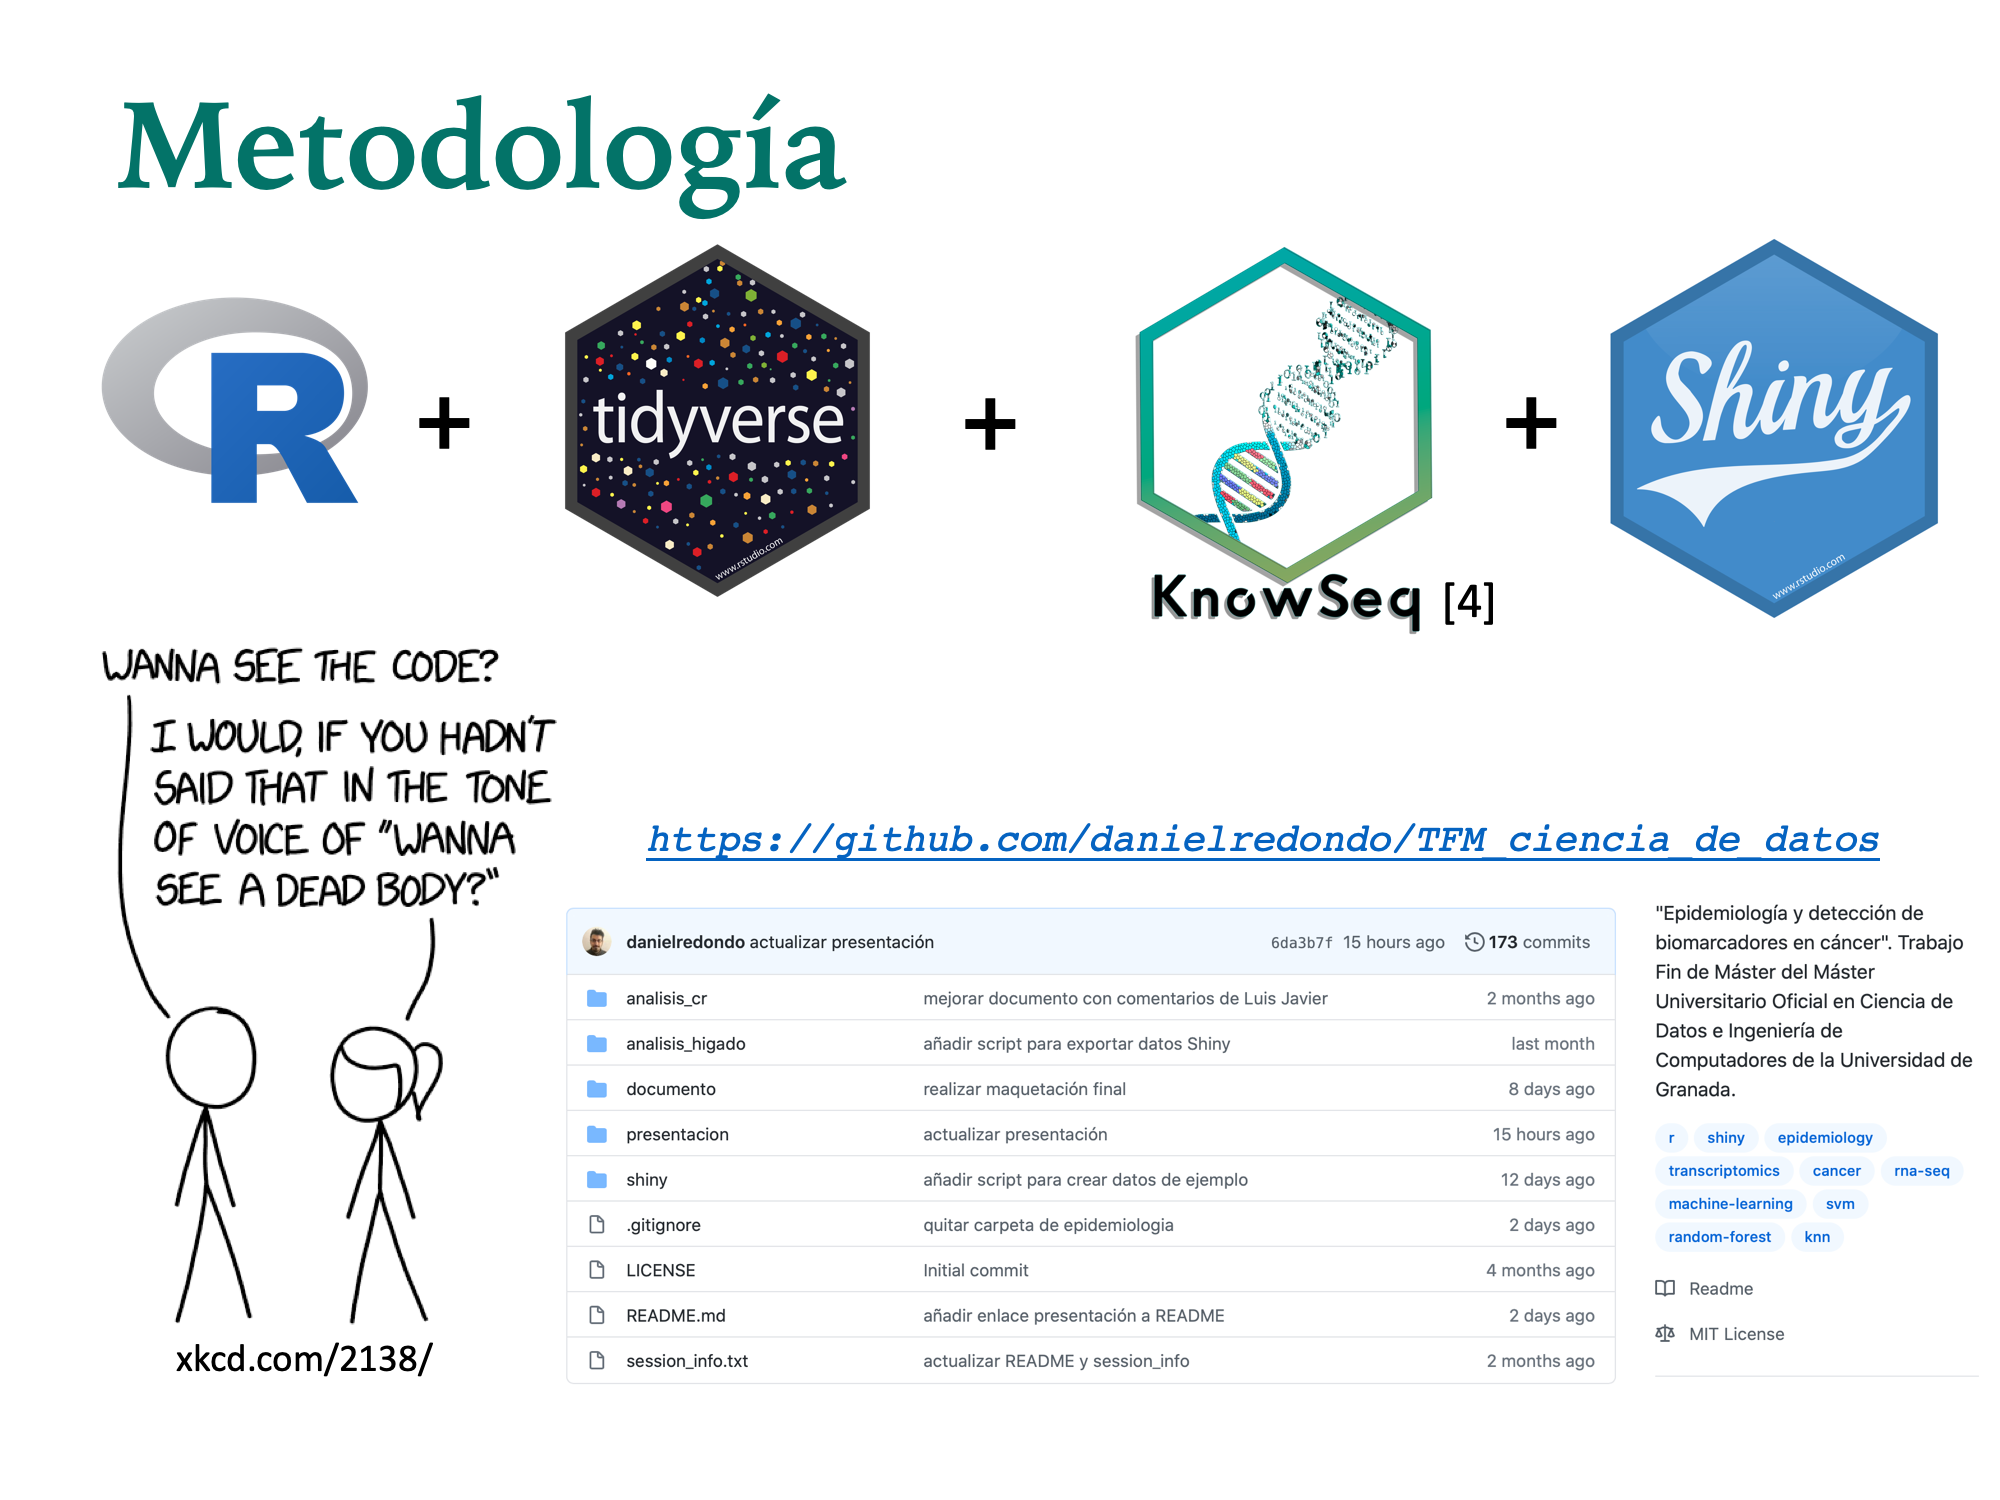 Metodología
R
+
tidyverse
www.rstudio.com
+
KnowSeq [4]
+
Shiny
www.rstudio.com
WANNA SEE THE CODE?
I WOULD, IF YOU HADN'T
SAID THAT IN THE TONE
OF VOICE OF "WANNA
SEE A DEAD BODY?"
xkcd.com/2138/
https://github.com/danielredondo/TFM_ciencia_de_datos
danielredondo actualizar presentación 6da3b7f 15 hours ago 173 commits
analisis_cr mejorar documento con comentarios de Luis Javier 2 months ago
analisis_higado añadir script para exportar datos Shiny last month
documento realizar maquetación final 8 days ago
presentacion actualizar presentación 15 hours ago
shiny añadir script para crear datos de ejemplo 12 days ago
.gitignore quitar carpeta de epidemiologia 2 days ago
LICENSE Initial commit 4 months ago
README.md añadir enlace presentación a README 2 days ago
session_info.txt actualizar README y session_info 2 months ago
"Epidemiología y detección de
biomarcadores en cáncer". Trabajo
Fin de Máster del Máster
Universitario Oficial en Ciencia de
Datos e Ingeniería de
Computadores de la Universidad de
Granada.
r shiny epidemiology
transcriptomics cancer rna-seq
machine-learning svm
random-forest knn
Readme
MIT License